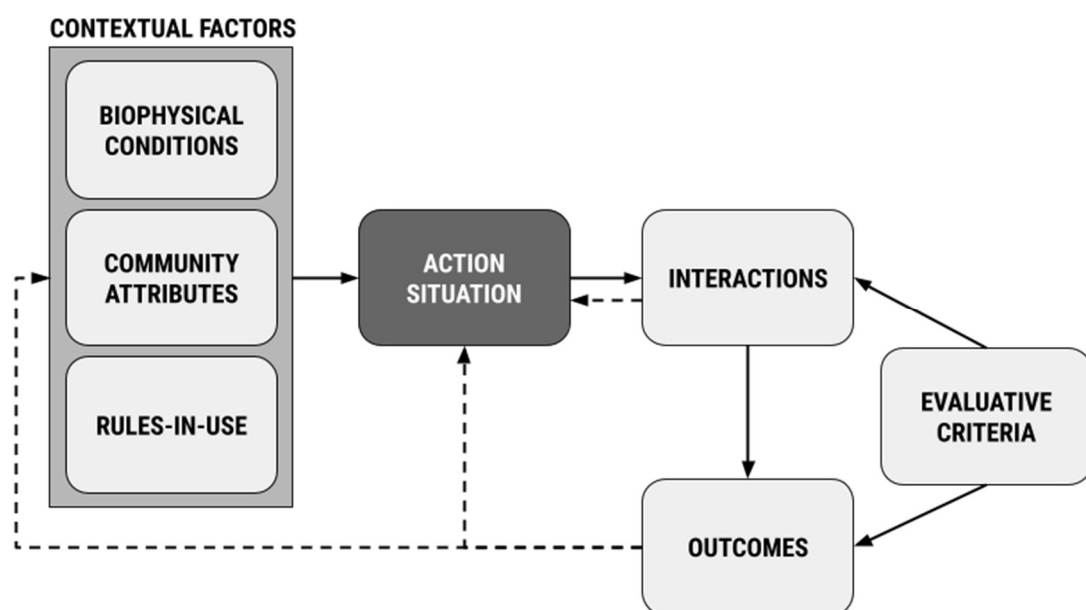 CONTEXTUAL FACTORS
BIOPHYSICAL
CONDITIONS
COMMUNITY
ATTRIBUTES
RULES-IN-USE
ACTION
SITUATION
INTERACTIONS
EVALUATIVE
CRITERIA
OUTCOMES